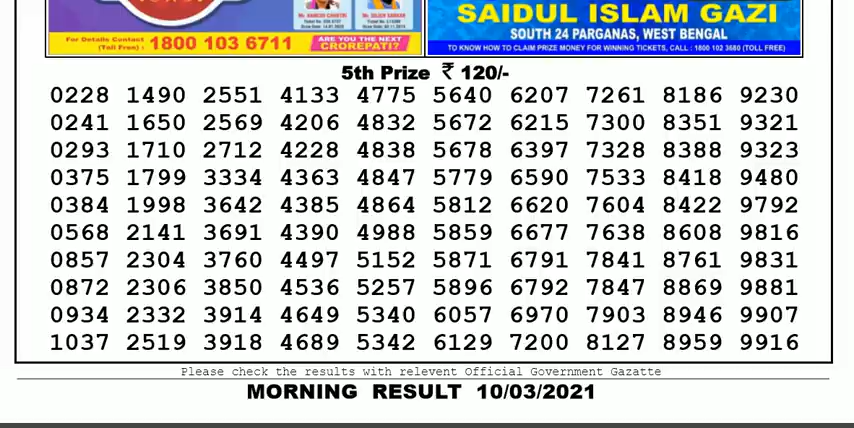 SAIDUL ISLAM GAZI
SOUTH 24 PARGANAS, WEST BENGAL
For Details Contact
(Toll Free) : 1800 103 6711
ARE YOU THE NEXT
CROREPATI?
TO KNOW HOW TO CLAIM PRIZE MONEY FOR WINNING TICKETS, CALL : 1800 102 3680 (TOLL FREE)
5th Prize ₹ 120/-
0228 1490 2551 4133 4775 5640 6207 7261 8186 9230
0241 1650 2569 4206 4832 5672 6215 7300 8351 9321
0293 1710 2712 4228 4838 5678 6397 7328 8388 9323
0375 1799 3334 4363 4847 5779 6590 7533 8418 9480
0384 1998 3642 4385 4864 5812 6620 7604 8422 9792
0568 2141 3691 4390 4988 5859 6677 7638 8608 9816
0857 2304 3760 4497 5152 5871 6791 7841 8761 9831
0872 2306 3850 4536 5257 5896 6792 7847 8869 9881
0934 2332 3914 4649 5340 6057 6970 7903 8946 9907
1037 2519 3918 4689 5342 6129 7200 8127 8959 9916
Please check the results with relevent Official Government Gazatte
MORNING RESULT 10/03/2021